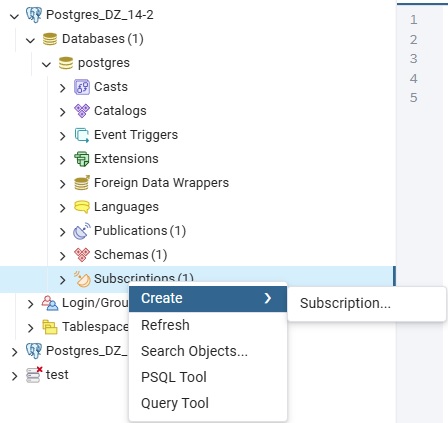 Postgres_DZ_14-2
Databases (1)
postgres
Casts
Catalogs
Event Triggers
Extensions
Foreign Data Wrappers
Languages
Publications (1)
Schemas (1)
Subscriptions (1)
Create
Subscription...
Login/Grou
Refresh
Tablespace
Search Objects...
Postgres_DZ_
PSQL Tool
test
Query Tool
1
2
3
4
5